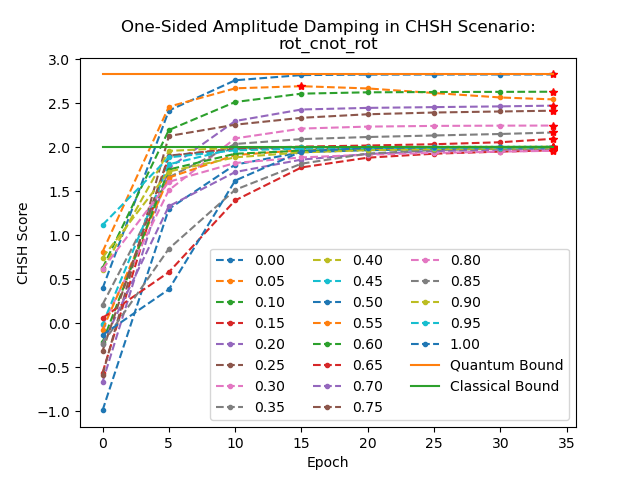 One-Sided Amplitude Damping in CHSH Scenario:
rot_cnot_rot
CHSH Score
3.0
2.5
2.0
1.5
1.0
0.5
0.0
−0.5
−1.0
0 5 10 15 20 25 30 35
Epoch
0.00 0.40 0.80
0.05 0.45 0.85
0.10 0.50 0.90
0.15 0.55 0.95
0.20 0.60 1.00
0.25 0.65 Quantum Bound
0.30 0.70 Classical Bound
0.35 0.75